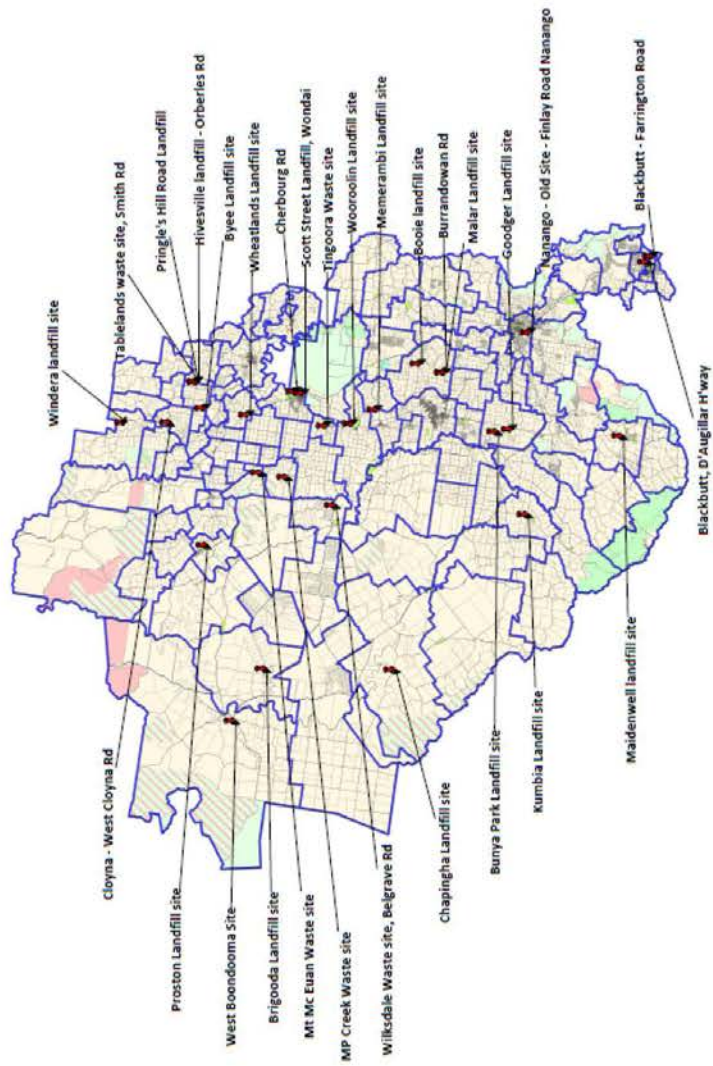 Windera landfill site
Tablelands waste site, Smith Rd
Pringle's Hill Road Landfill
Hivesville landfill - Orberles Rd
Byee Landfill site
Wheatlands Landfill site
Cherbourg Rd
Scott Street Landfill, Wondai
Tingoora Waste site
Wooroolin Landfill site
Memerambi Landfill site
Booie landfill site
Burrandowan Rd
Malar Landfill site
Goodger Landfill site
Nanango - Old Site - Finlay Road Nanango
Blackbutt - Farrington Road
Cloyna - West Cloyna Rd
Proston Landfill site
West Boondooma Site
Brigooda Landfill site
Mt Mc Euan Waste site
MP Creek Waste site
Wilksdale Waste site, Belgrave Rd
Chapingha Landfill site
Bunya Park Landfill site
Kumbia Landfill site
Maidenwell landfill site
Blackbutt, D'Augillar H'way